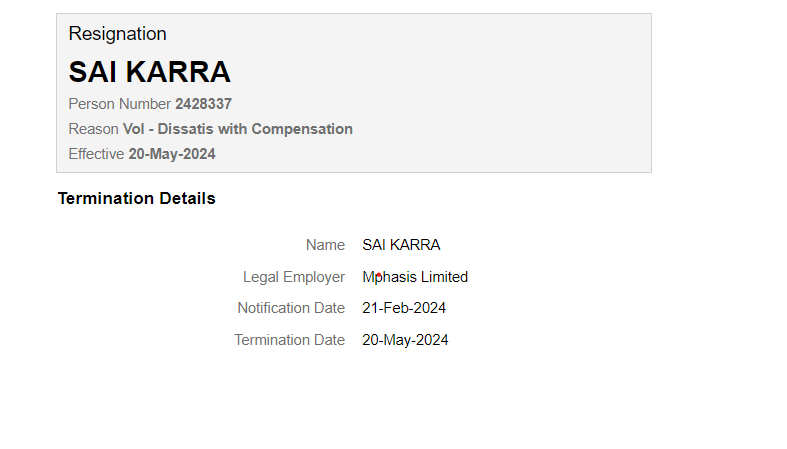 Resignation
SAI KARRA
Person Number 2428337
Reason Vol - Dissatis with Compensation
Effective 20-May-2024
Termination Details
Name SAI KARRA
Legal Employer Mphasis Limited
Notification Date 21-Feb-2024
Termination Date 20-May-2024